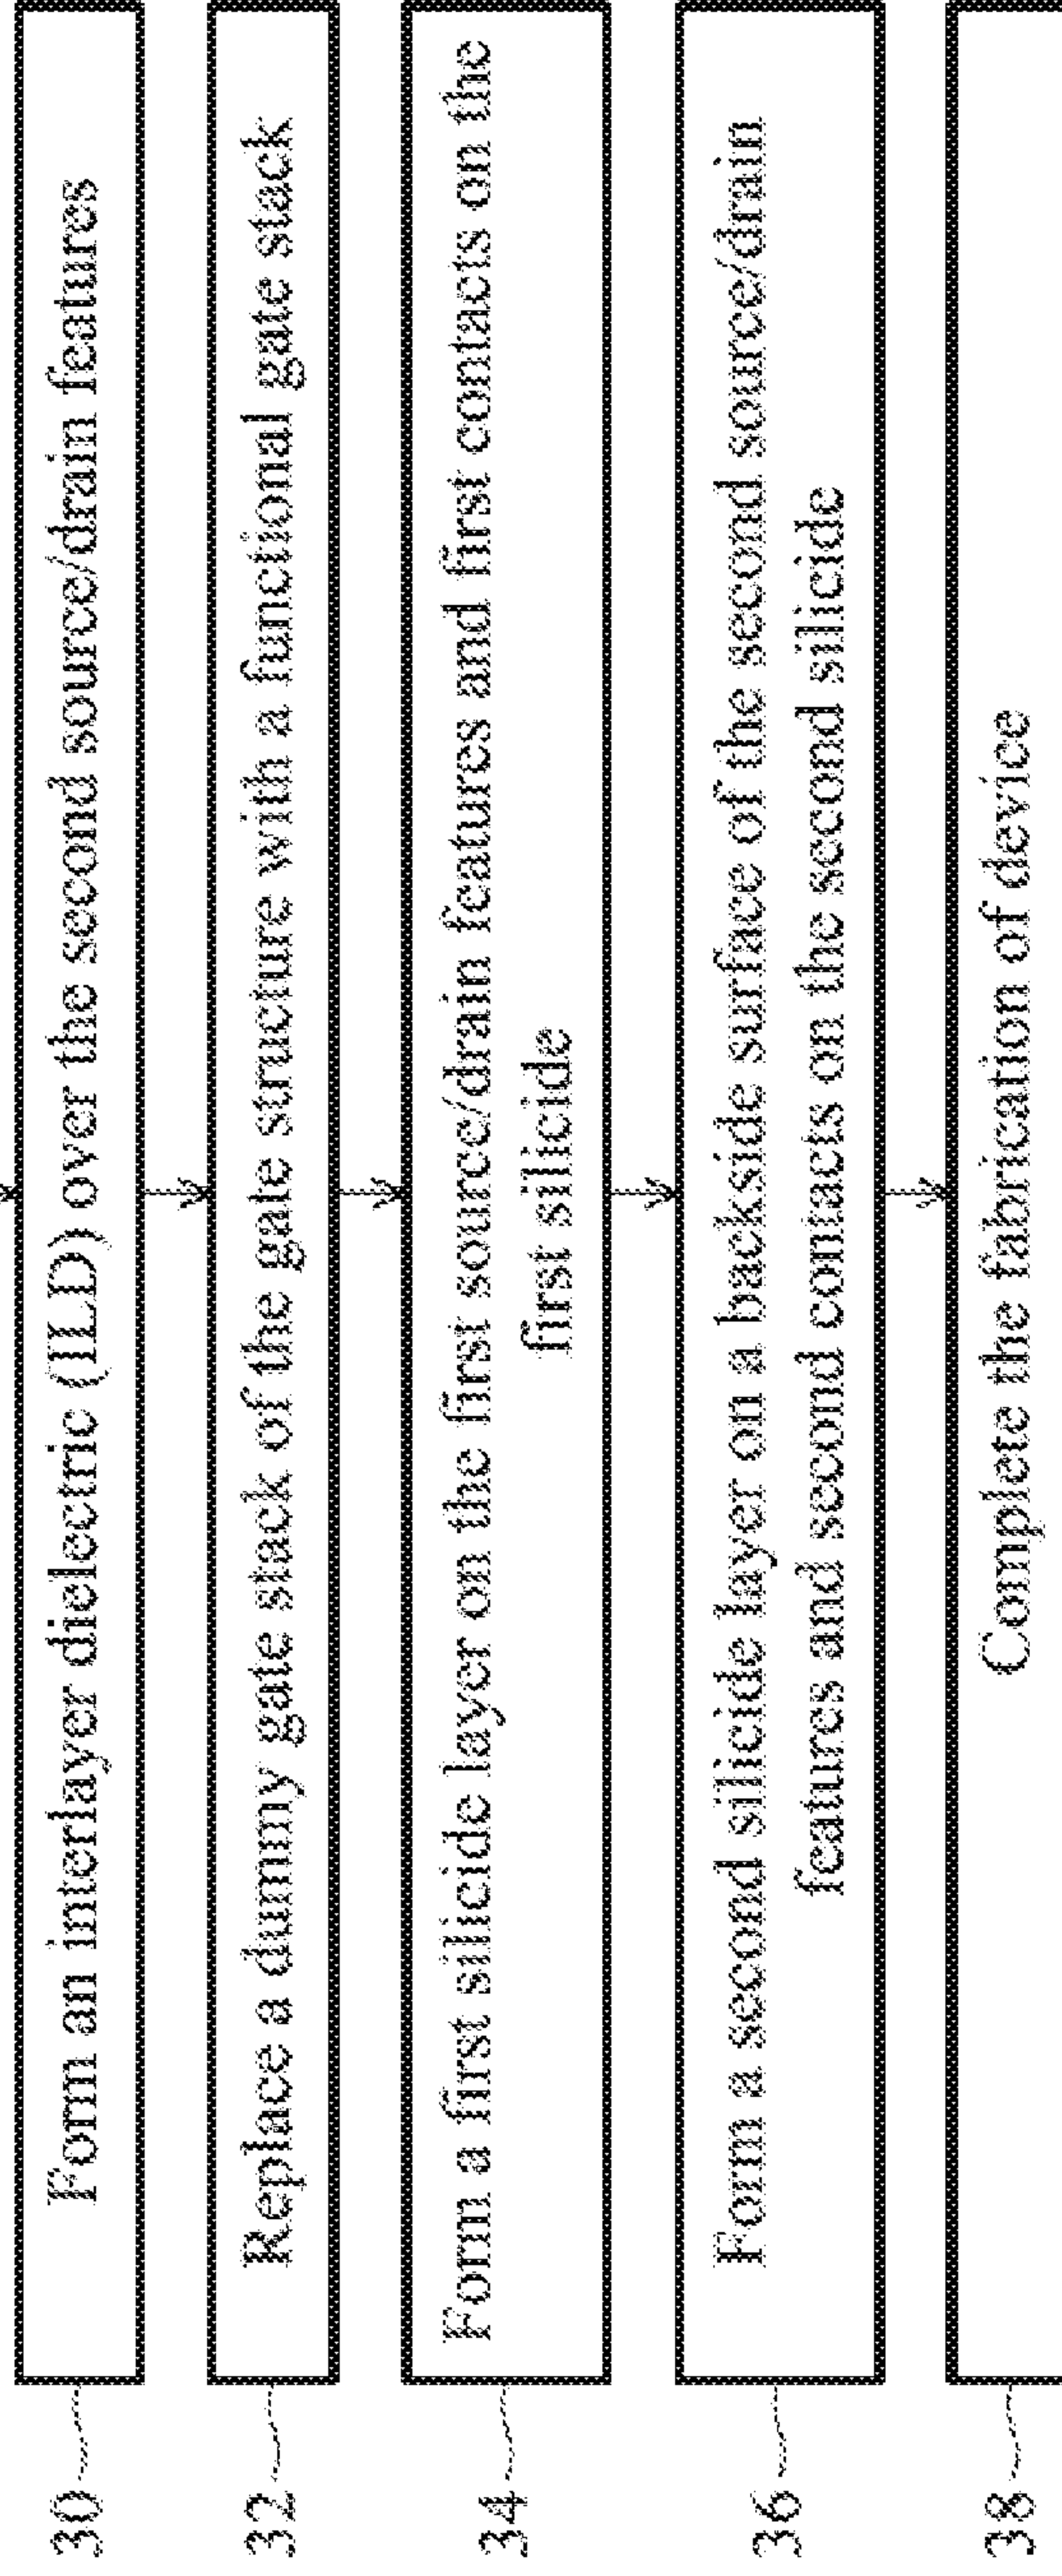 30 Form an interlayer dielectric (ILD) over the second source/drain features
32 Replace a dummy gate stack of the gate structure with a functional gate stack
34 Form a first silicide layer on the first source/drain features and first contacts on the
first silicide
36 Form a second silicide layer on a backside surface of the second source/drain
features and second contacts on the second silicide
38 Complete the fabrication of device